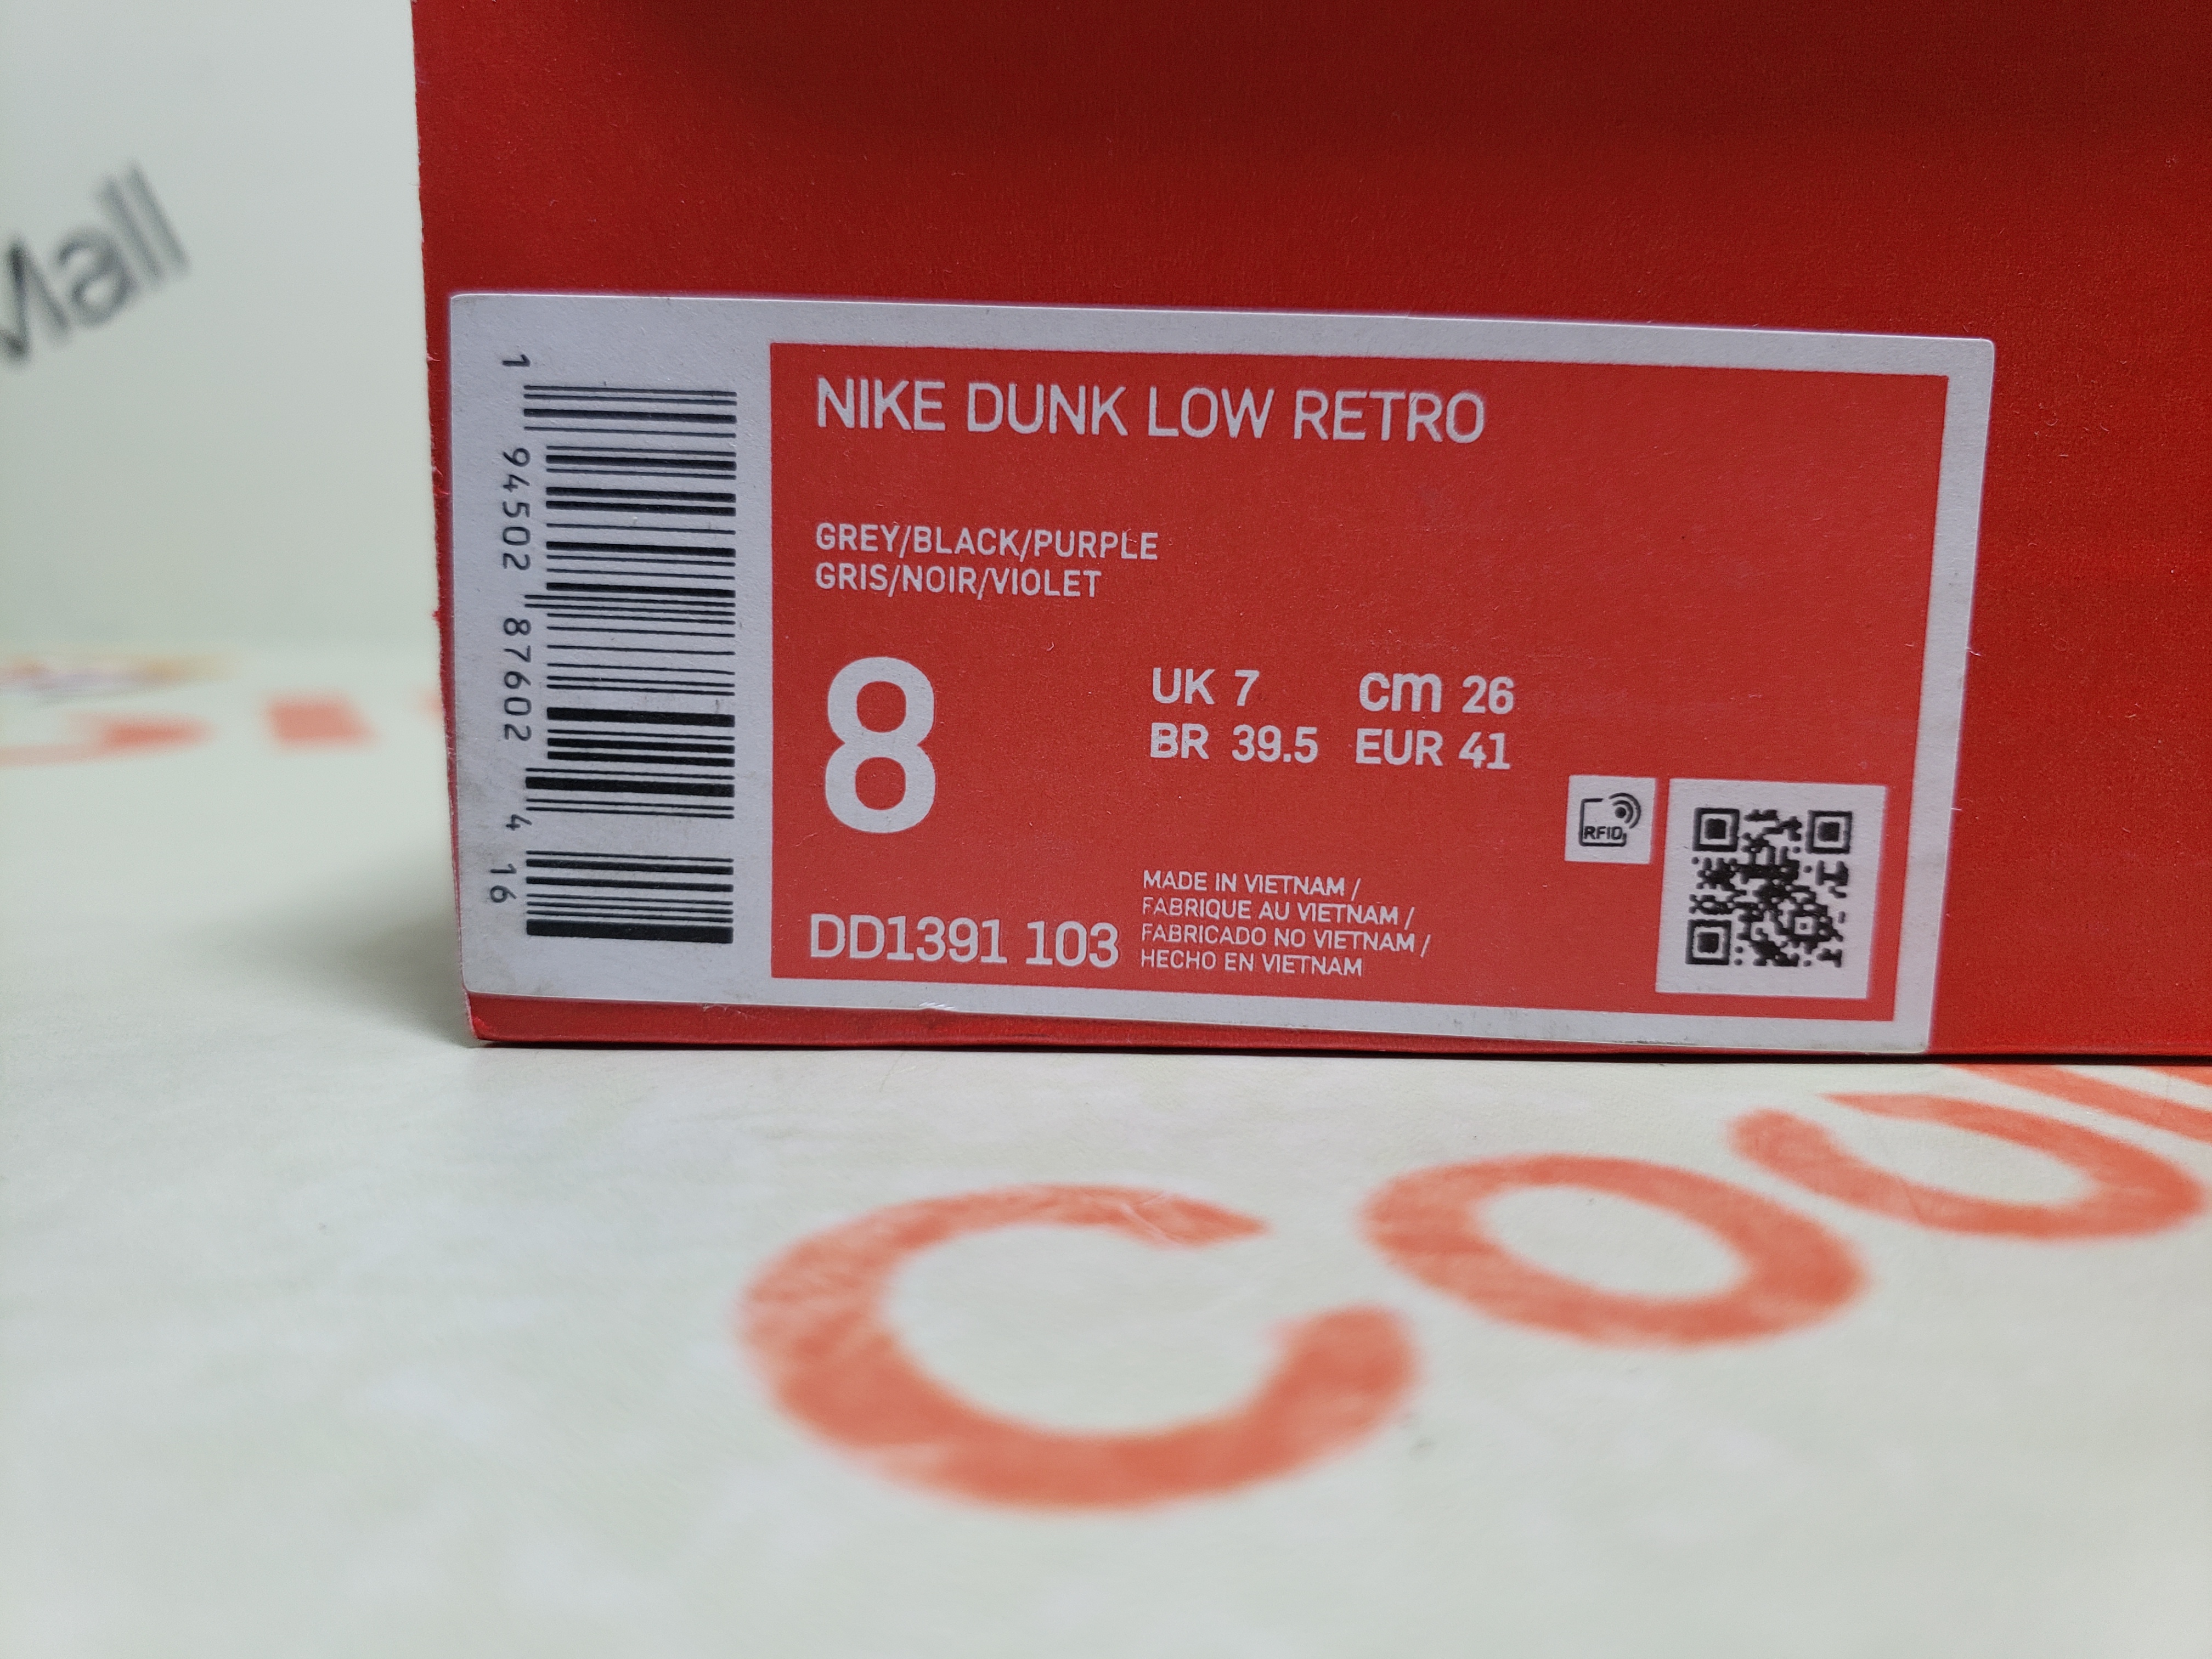 Mall
1 94502 87602 4 16
NIKE DUNK LOW RETRO
GREY/BLACK/PURPLE
GRIS/NOIR/VIOLET
8
UK 7 cm 26
BR 39.5 EUR 41
RFID
MADE IN VIETNAM /
FABRIQUE AU VIETNAM /
FABRICADO NO VIETNAM /
HECHO EN VIETNAM
DD1391 103